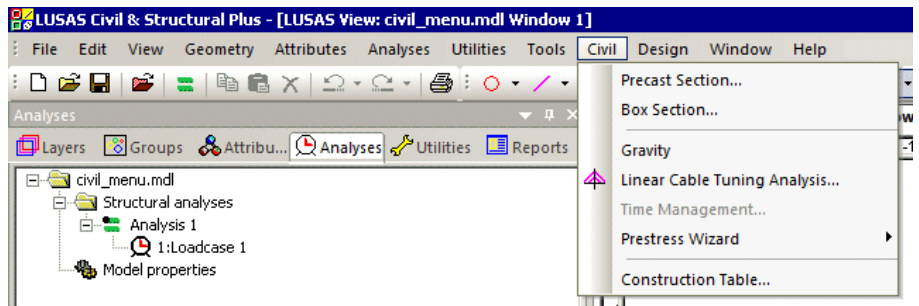 LUSAS Civil & Structural Plus - [LUSAS View: civil_menu.mdl Window 1]
File Edit View Geometry Attributes Analyses Utilities Tools Civil Design Window Help
Analyses
Layers Groups Attribu... Analyses Utilities Reports
civil_menu.mdl
Structural analyses
Analysis 1
1:Loadcase 1
Model properties
Precast Section...
Box Section...
Gravity
Linear Cable Tuning Analysis...
Time Management...
Prestress Wizard
Construction Table...